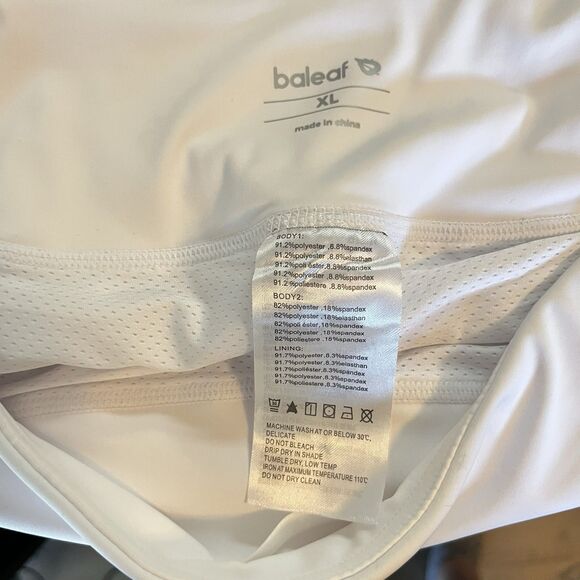 baleaf
XL
made in china
BODY1:
91.2%polyester ,8.8%spandex
91.2%polyester ,8.8%elasthan
91.2%poliéster ,8.8%spandex
91.2%polyester ,8.8%spandex
91.2%poliestere ,8.8%spandex
BODY2:
82%polyester ,18%spandex
82%polyester ,18%elasthan
82%poliéster ,18%spandex
82%polyester ,18%spandex
82%poliestere ,18%spandex
LINING:
91.7%polyester,8.3%spandex
91.7%polyester,8.3%elasthan
91.7%poliéster,8.3%spandex
91.7%polyester,8.3%spandex
91.7%poliestere,8.3%spandex
MACHINE WASH AT OR BELOW 30℃,
DELICATE
DO NOT BLEACH
DRIP DRY IN SHADE
TUMBLE DRY, LOW TEMP
IRON AT MAXIMUM TEMPERATURE 110℃
DO NOT DRY CLEAN